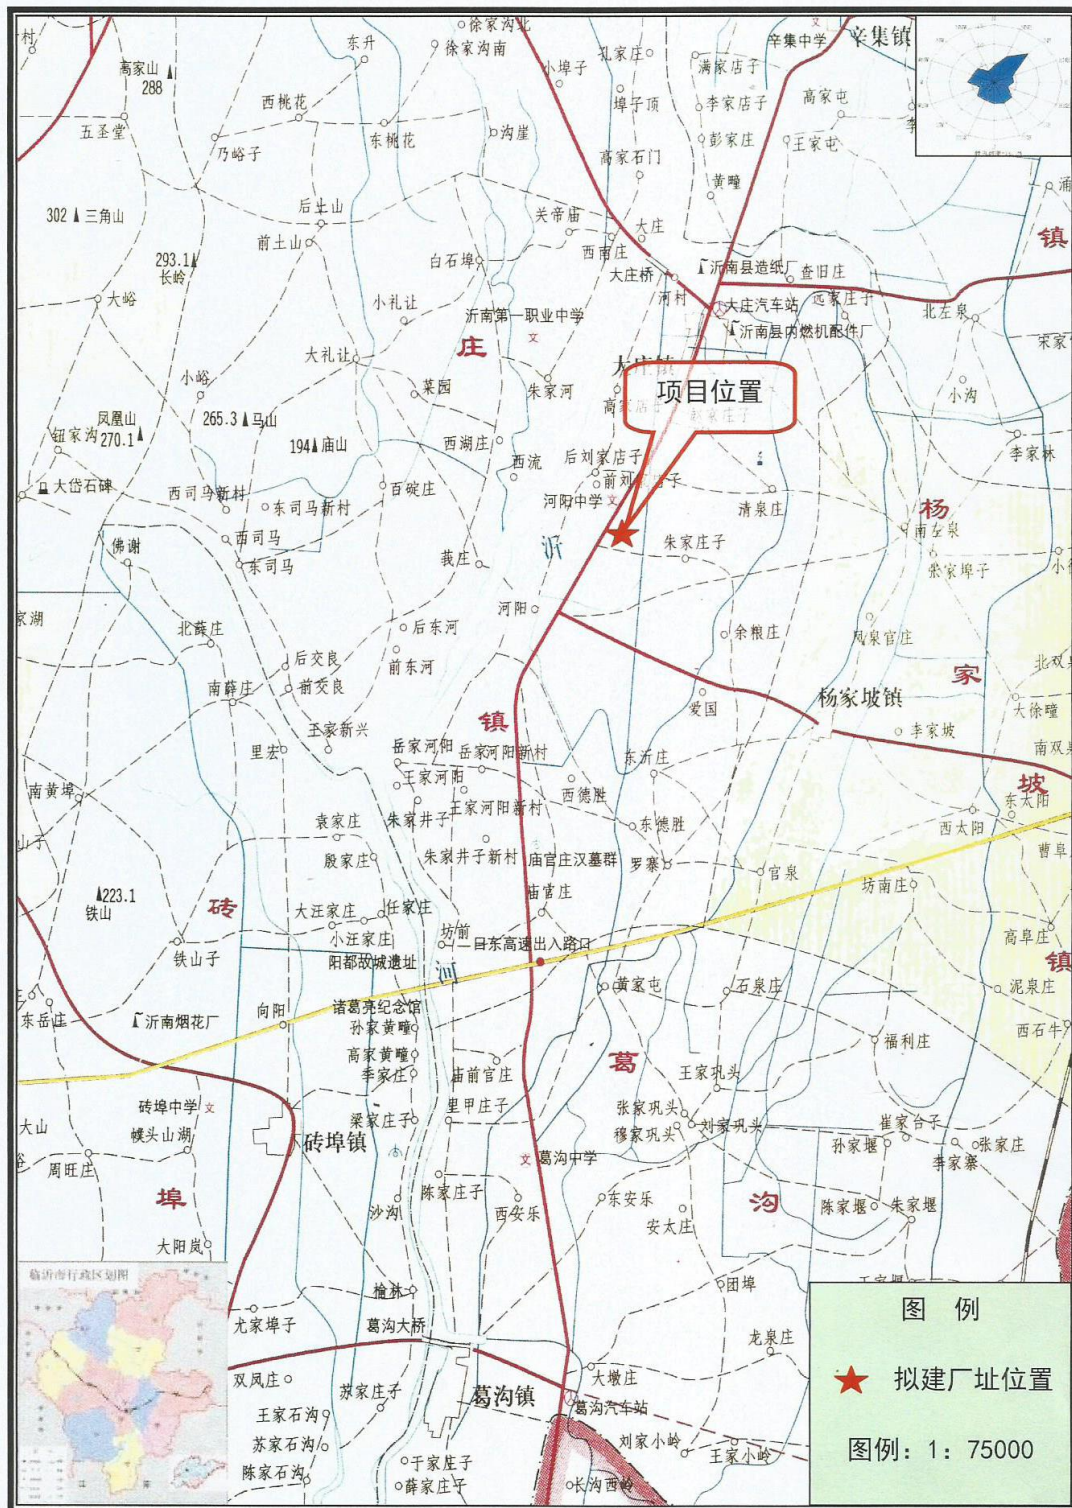 徐家沟北
东升
徐家沟南
辛集中学
辛集镇
村
孔家庄
满家店子
高家山
288
小埠子
西桃花
埠子顶
李家店子
高家屯
五圣堂
东桃花
沟崖
彭家庄
王家屯
乃峪子
高家石门
黄疃
302
三角山
后土山
关帝庙
大庄
镇
前土山
西南庄
293.1
长岭
白石埠
大庄桥
沂南县造纸厂
查旧庄
大峪
小礼让
河村
大庄汽车站
远家庄子
北左泉
沂南第一职业中学
沂南县内燃机配件厂
庄
大礼让
大庄镇
小峪
菜园
朱家河
项目位置
小沟
凤凰山
270.1
265.3
马山
钮家沟
194
庙山
西湖庄
西流
后刘家店子
李家林
大岱石碑
西司马新村
百碇庄
东司马新村
河阳中学
清泉庄
杨
西司马
南左泉
佛谢
东司马
我庄
沂
朱家庄子
张家埠子
家湖
河阳
北薛庄
后东河
余粮庄
凤泉官庄
后交良
前东河
南薛庄
前交良
家
杨家坡镇
爱国
大徐疃
镇
王家新兴
里宏
岳家河阳
岳家河阳新村
李家坡
东沂庄
王家河阳
南黄埠
王家河阳新村
西德胜
坡
东太阳
袁家庄
朱家井子
东德胜
西太阳
山子
殷家庄
朱家井子新村
庙官庄汉墓群
罗寨
官泉
坊南庄
223.1
铁山
砖
庙官庄
大汪家庄
任家庄
小汪家庄
坊前
日东高速出入路口
高阜庄
铁山子
阳都故城遗址
河
镇
黄家屯
石泉庄
泥泉庄
东岳庄
沂南烟花厂
向阳
诸葛亮纪念馆
孙家黄疃
西石牛
福利庄
高家黄疃
葛
季家庄
庙前官庄
王家巩头
砖埠中学
里甲庄子
张家巩头
大山
幞头山湖
梁家庄子
刘家巩头
崔家台子
砖埠镇
穆家巩头
孙家堰
张家庄
周旺庄
葛沟中学
李家寨
埠
陈家庄子
东安乐
沟
沙沟
西安乐
安太庄
陈家堰
朱家堰
大阳岚
临沂市行政区划图
团埠
榆林
图 例
尤家埠子
葛沟大桥
龙泉庄
双凤庄
苏家庄子
大墩庄
拟建厂址位置
葛沟镇
葛沟汽车站
王家石沟
苏家石沟
刘家小岭
王家小岭
图例：1：75000
陈家石沟
于家庄子
薛家庄子
长沟西岭